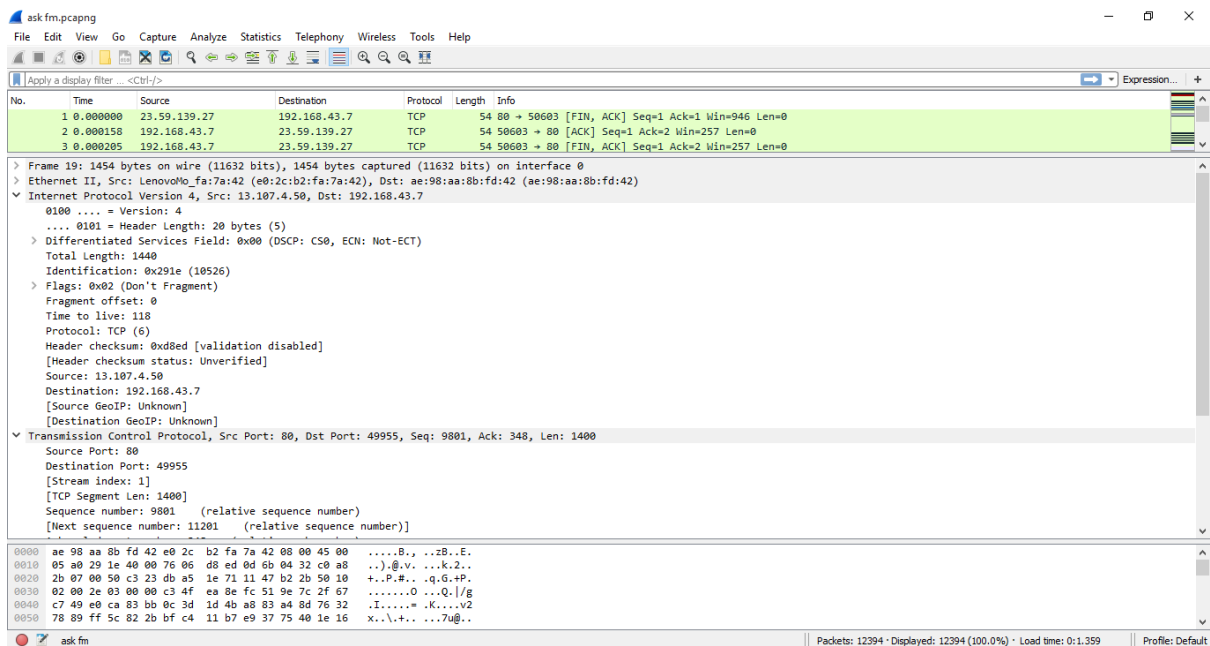 ask fm.pcapng
File Edit View Go Capture Analyze Statistics Telephony Wireless Tools Help
Apply a display filter ... <Ctrl-/> Expression... +
No. Time Source Destination Protocol Length Info
1 0.000000 23.59.139.27 192.168.43.7 TCP 54 80 → 50603 [FIN, ACK] Seq=1 Ack=1 Win=946 Len=0
2 0.000158 192.168.43.7 23.59.139.27 TCP 54 50603 → 80 [ACK] Seq=1 Ack=2 Win=257 Len=0
3 0.000205 192.168.43.7 23.59.139.27 TCP 54 50603 → 80 [FIN, ACK] Seq=1 Ack=2 Win=257 Len=0
Frame 19: 1454 bytes on wire (11632 bits), 1454 bytes captured (11632 bits) on interface 0
Ethernet II, Src: LenovoMo_fa:7a:42 (e0:2c:b2:fa:7a:42), Dst: ae:98:aa:8b:fd:42 (ae:98:aa:8b:fd:42)
Internet Protocol Version 4, Src: 13.107.4.50, Dst: 192.168.43.7
0100 .... = Version: 4
.... 0101 = Header Length: 20 bytes (5)
Differentiated Services Field: 0x00 (DSCP: CS0, ECN: Not-ECT)
Total Length: 1440
Identification: 0x291e (10526)
Flags: 0x02 (Don't Fragment)
Fragment offset: 0
Time to live: 118
Protocol: TCP (6)
Header checksum: 0xd8ed [validation disabled]
[Header checksum status: Unverified]
Source: 13.107.4.50
Destination: 192.168.43.7
[Source GeoIP: Unknown]
[Destination GeoIP: Unknown]
Transmission Control Protocol, Src Port: 80, Dst Port: 49955, Seq: 9801, Ack: 348, Len: 1400
Source Port: 80
Destination Port: 49955
[Stream index: 1]
[TCP Segment Len: 1400]
Sequence number: 9801 (relative sequence number)
[Next sequence number: 11201 (relative sequence number)]
0000 ae 98 aa 8b fd 42 e0 2c b2 fa 7a 42 08 00 45 00 .....B., ..zB..E.
0010 05 a0 29 1e 40 00 76 06 d8 ed 0d 6b 04 32 c0 a8 ..).@.v. ...k.2..
0020 2b 07 00 50 c3 23 db a5 1e 71 11 47 b2 2b 50 10 +..P.#.. .q.G.+P.
0030 02 00 2e 03 00 00 c3 4f ea 8e fc 51 9e 7c 2f 67 .......O ...Q.|/g
0040 c7 49 e0 ca 83 bb 0c 3d 1d 4b a8 83 a4 8d 76 32 .I.....= .K....v2
0050 78 89 ff 5c 82 2b bf c4 11 b7 e9 37 75 40 1e 16 x..\.+.. ...7u@..
ask fm Packets: 12394 · Displayed: 12394 (100.0%) · Load time: 0:1.359 Profile: Default